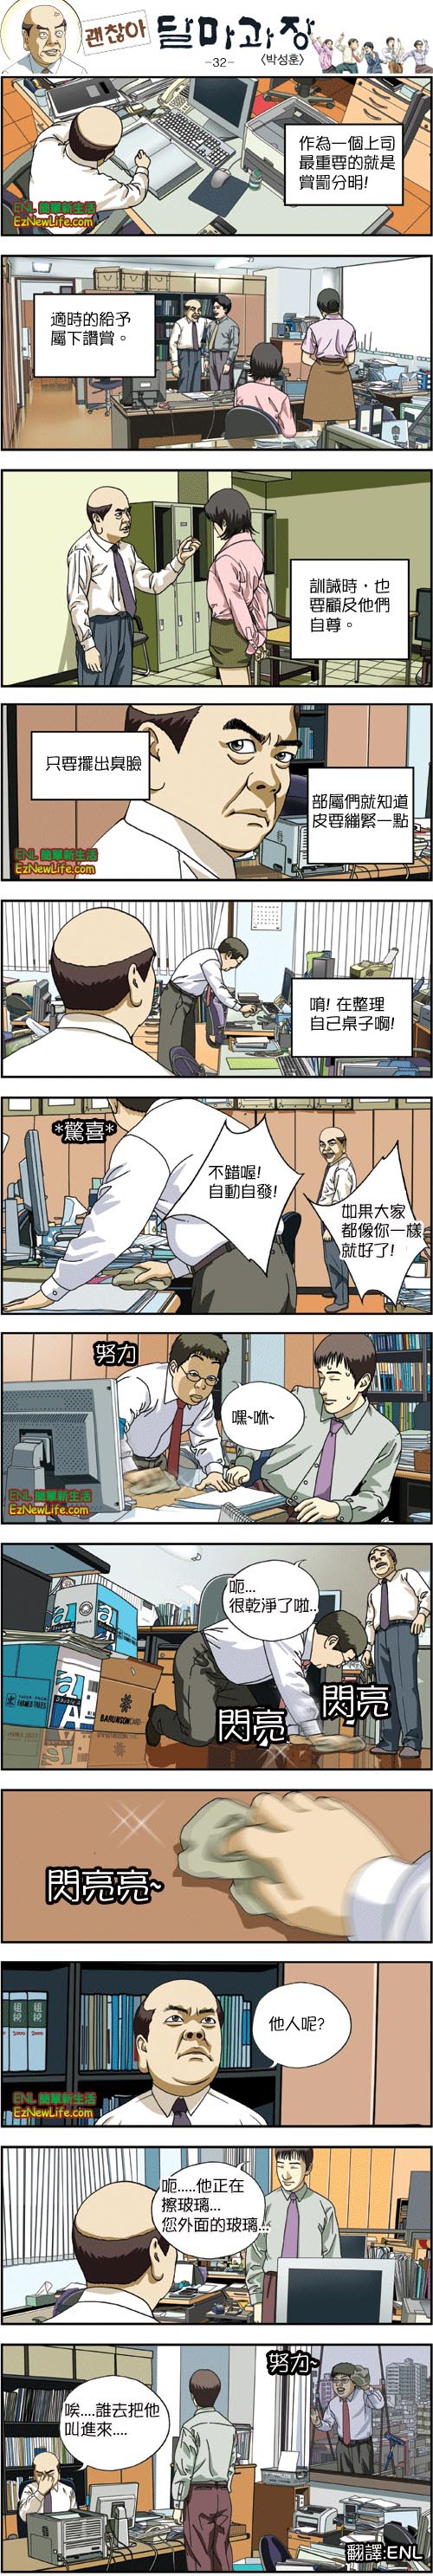 괜찮아 달마과장
-32-
<박성훈>
作為一個上司
最重要的就是
賞罰分明!
ENL 簡單新生活
EzNewLife.com
適時的給予
屬下讚賞。
訓誡時，也
要顧及他們
自尊。
只要擺出臭臉
部屬們就知道
皮要繃緊一點
ENL 簡單新生活
EzNewLife.com
唷! 在整理
自己桌子啊!
*驚喜*
不錯喔!
自動自發!
如果大家
都像你一樣
就好了!
努力
嘿~咻~
ENL 簡單新生活
EzNewLife.com
呃...
很乾淨了啦..
閃亮
閃亮
Double A
BARUNSONCARD
閃亮亮~
他人呢?
組稅
2000
組稅
2006
ENL 簡單新生活
EzNewLife.com
呃.....他正在
擦玻璃...
您外面的玻璃...
努力~
唉....誰去把他
叫進來....
翻譯:ENL